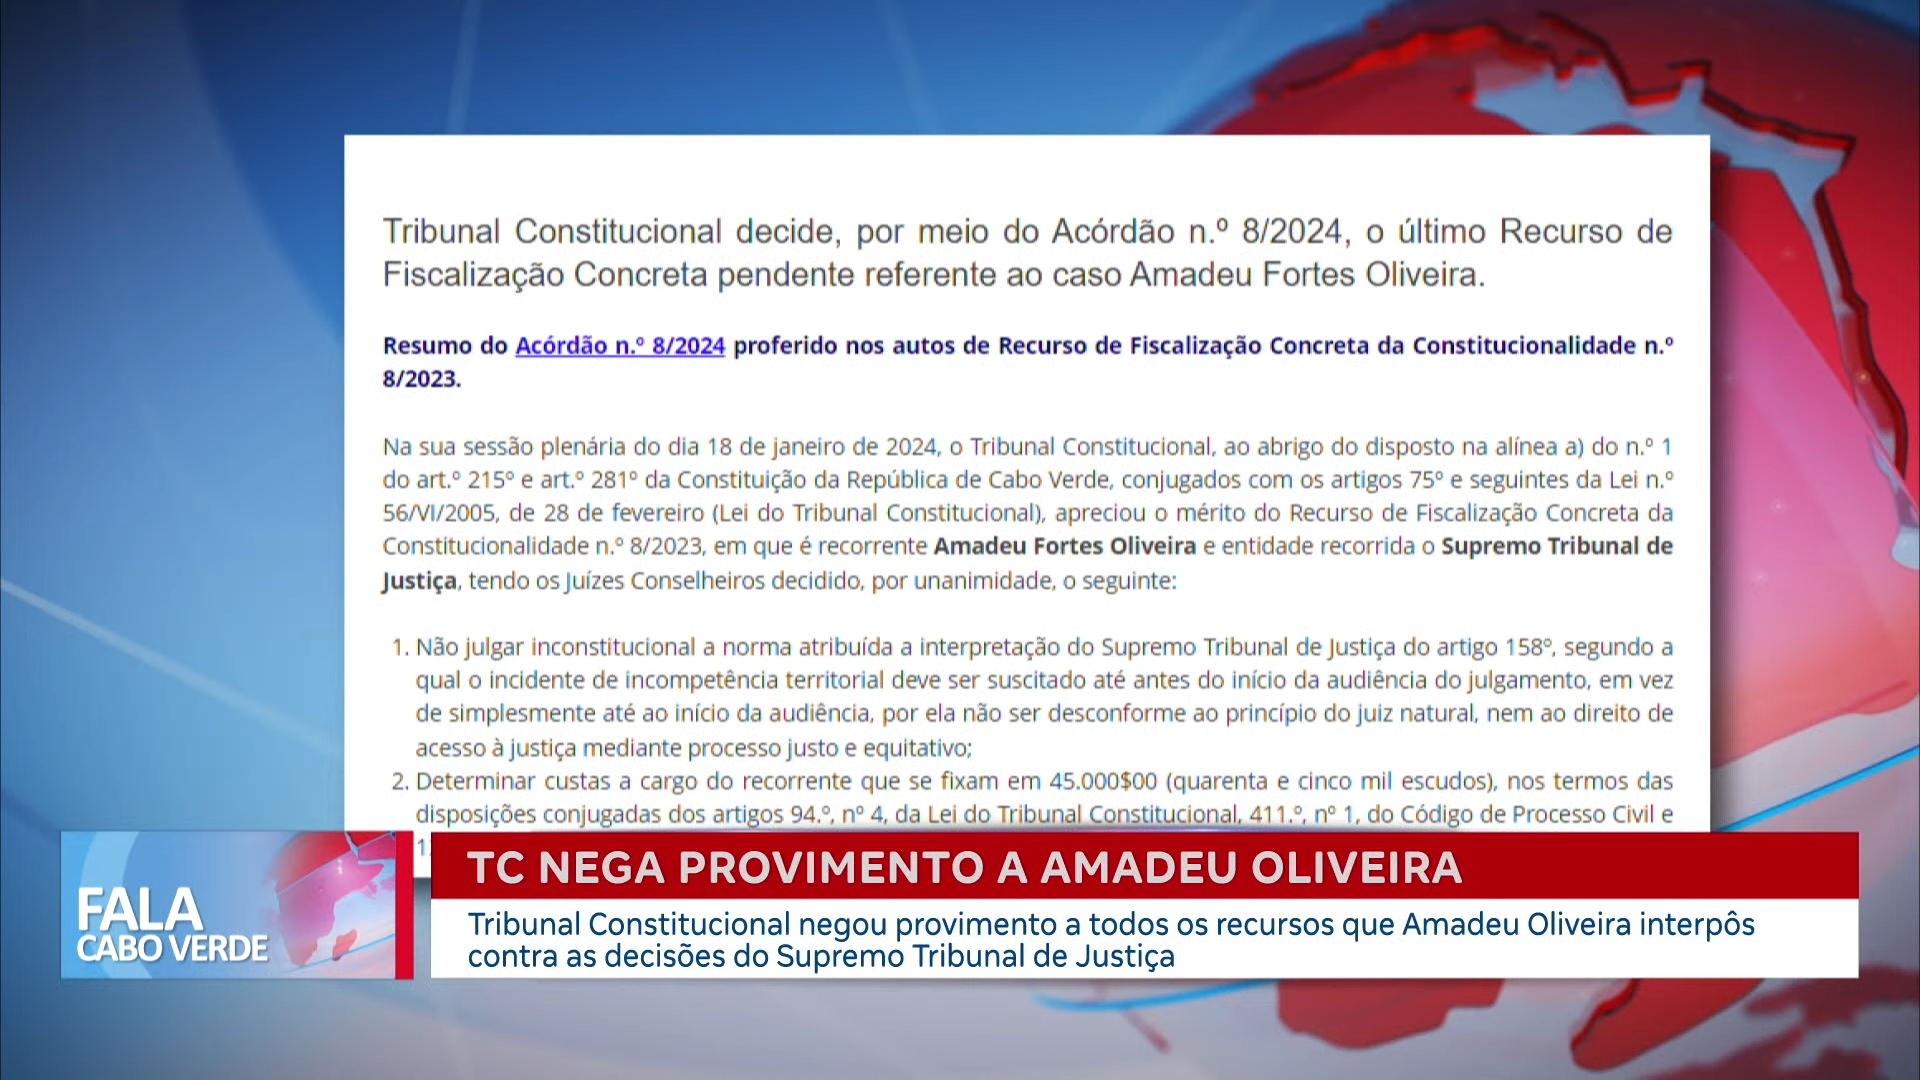 Tribunal Constitucional decide, por meio do Acórdão n.º 8/2024, o último Recurso de
Fiscalização Concreta pendente referente ao caso Amadeu Fortes Oliveira.
Resumo do Acórdão n.º 8/2024 proferido nos autos de Recurso de Fiscalização Concreta da Constitucionalidade n.º
8/2023.
Na sua sessão plenária do dia 18 de janeiro de 2024, o Tribunal Constitucional, ao abrigo do disposto na alínea a) do n.º 1
do art.º 215º e art.º 281º da Constituição da República de Cabo Verde, conjugados com os artigos 75º e seguintes da Lei n.º
56/VI/2005, de 28 de fevereiro (Lei do Tribunal Constitucional), apreciou o mérito do Recurso de Fiscalização Concreta da
Constitucionalidade n.º 8/2023, em que é recorrente Amadeu Fortes Oliveira e entidade recorrida o Supremo Tribunal de
Justiça, tendo os Juízes Conselheiros decidido, por unanimidade, o seguinte:
1. Não julgar inconstitucional a norma atribuída a interpretação do Supremo Tribunal de Justiça do artigo 158º, segundo a
qual o incidente de incompetência territorial deve ser suscitado até antes do início da audiência do julgamento, em vez
de simplesmente até ao início da audiência, por ela não ser desconforme ao princípio do juiz natural, nem ao direito de
acesso à justiça mediante processo justo e equitativo;
2. Determinar custas a cargo do recorrente que se fixam em 45.000$00 (quarenta e cinco mil escudos), nos termos das
disposições conjugadas dos artigos 94.º, nº 4, da Lei do Tribunal Constitucional, 411.º, nº 1, do Código de Processo Civil e
TC NEGA PROVIMENTO A AMADEU OLIVEIRA
FALA
CABO VERDE
Tribunal Constitucional negou provimento a todos os recursos que Amadeu Oliveira interpôs
contra as decisões do Supremo Tribunal de Justiça